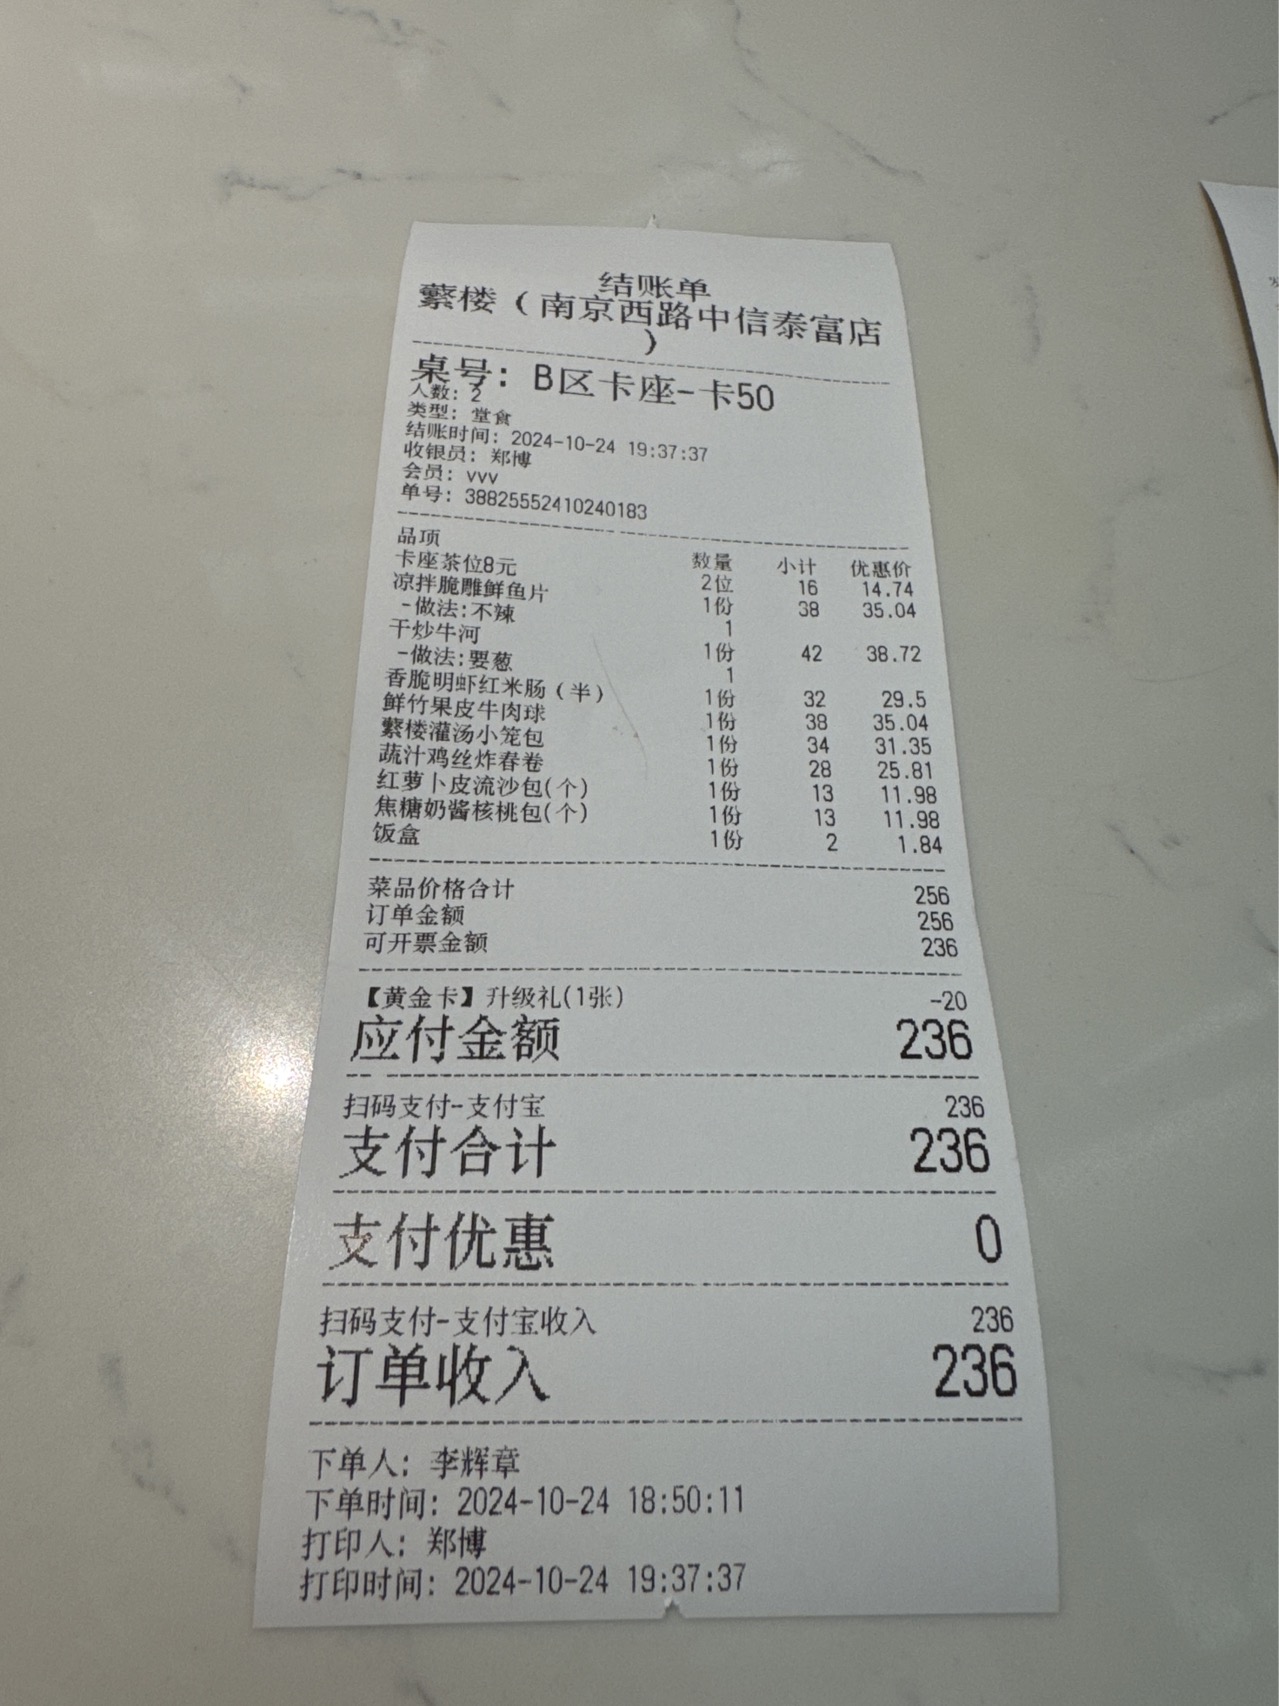 结账单
蘩楼（南京西路中信泰富店
）
桌号：B区卡座-卡50
人数：2
类型：堂食
结账时间：2024-10-24 19:37:37
收银员：郑博
会员：vvv
单号：38825552410240183
品项 数量 小计 优惠价
卡座茶位8元 2位 16 14.74
凉拌脆雕鲜鱼片 1份 38 35.04
-做法:不辣 1
干炒牛河 1份 42 38.72
-做法:要葱 1
香脆明虾红米肠（半） 1份 32 29.5
鲜竹果皮牛肉球 1份 38 35.04
蘩楼灌汤小笼包 1份 34 31.35
蔬汁鸡丝炸春卷 1份 28 25.81
红萝卜皮流沙包(个) 1份 13 11.98
焦糖奶酱核桃包(个) 1份 13 11.98
饭盒 1份 2 1.84
菜品价格合计 256
订单金额 256
可开票金额 236
【黄金卡】升级礼(1张) -20
应付金额 236
扫码支付-支付宝 236
支付合计 236
支付优惠 0
扫码支付-支付宝收入 236
订单收入 236
下单人：李辉章
下单时间：2024-10-24 18:50:11
打印人：郑博
打印时间：2024-10-24 19:37:37